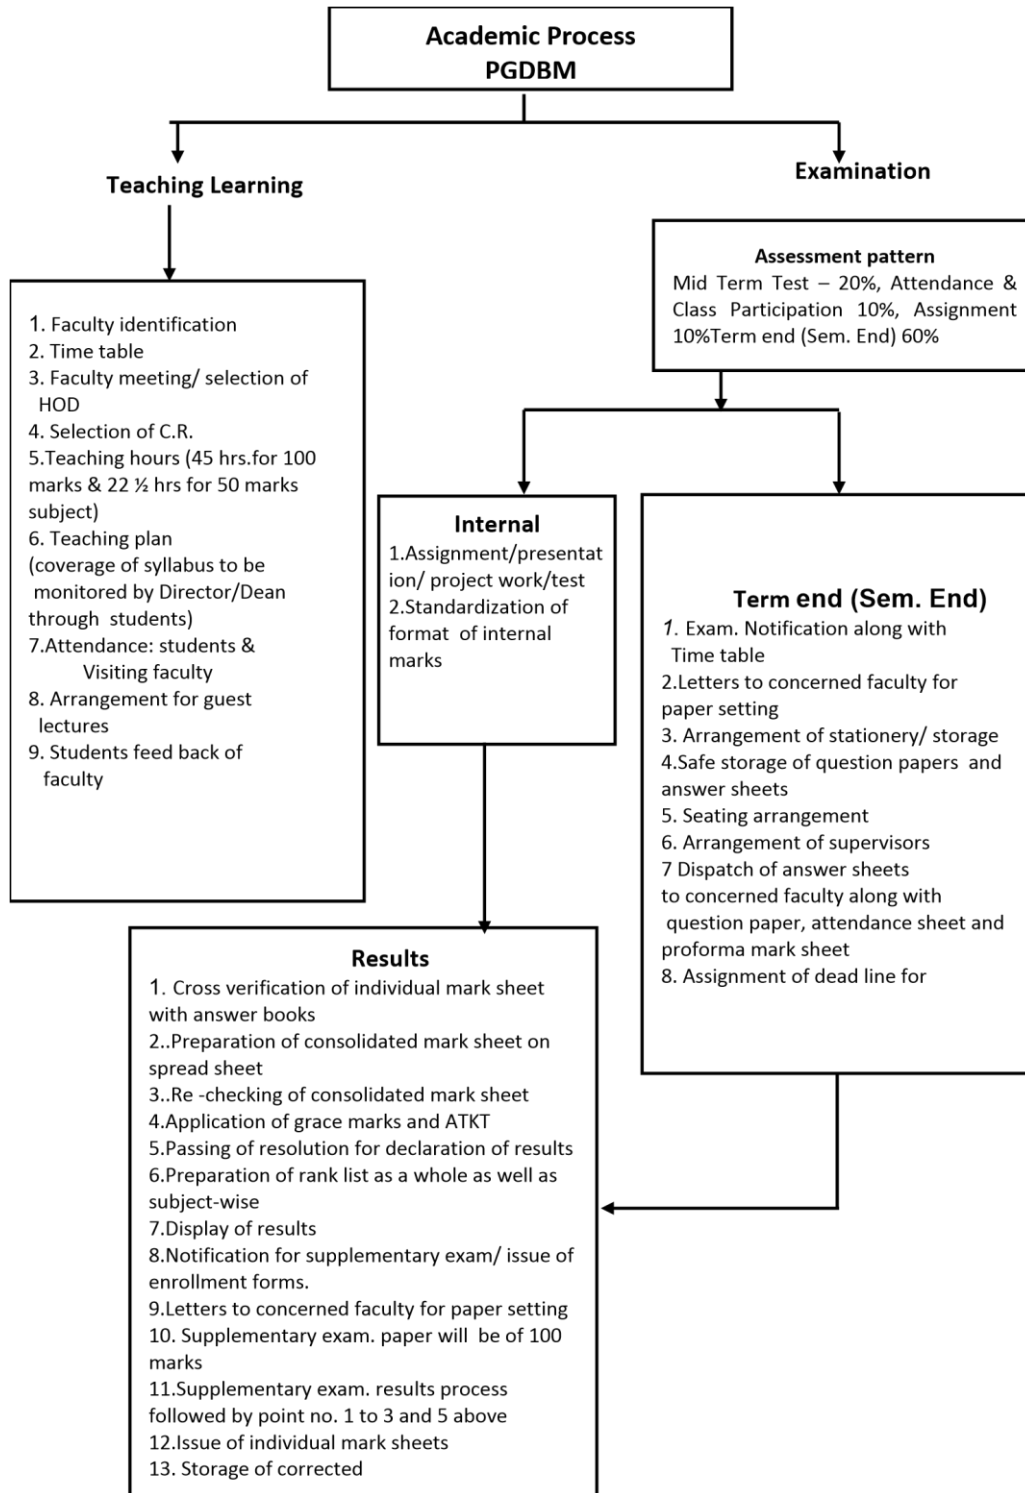 Academic Process
PGDBM
Teaching Learning
Examination
1. Faculty identification
2. Time table
3. Faculty meeting/ selection of
HOD
4. Selection of C.R.
5.Teaching hours (45 hrs.for 100
marks & 22 ½ hrs for 50 marks
subject)
6. Teaching plan
(coverage of syllabus to be
monitored by Director/Dean
through students)
7.Attendance: students &
Visiting faculty
8. Arrangement for guest
lectures
9. Students feed back of
faculty
Assessment pattern
Mid Term Test – 20%, Attendance &
Class Participation 10%, Assignment
10%Term end (Sem. End) 60%
Internal
1.Assignment/presentat
ion/ project work/test
2.Standardization of
format of internal
marks
Term end (Sem. End)
1. Exam. Notification along with
Time table
2.Letters to concerned faculty for
paper setting
3. Arrangement of stationery/ storage
4.Safe storage of question papers and
answer sheets
5. Seating arrangement
6. Arrangement of supervisors
7 Dispatch of answer sheets
to concerned faculty along with
question paper, attendance sheet and
proforma mark sheet
8. Assignment of dead line for
Results
1. Cross verification of individual mark sheet
with answer books
2..Preparation of consolidated mark sheet on
spread sheet
3..Re -checking of consolidated mark sheet
4.Application of grace marks and ATKT
5.Passing of resolution for declaration of results
6.Preparation of rank list as a whole as well as
subject-wise
7.Display of results
8.Notification for supplementary exam/ issue of
enrollment forms.
9.Letters to concerned faculty for paper setting
10. Supplementary exam. paper will be of 100
marks
11.Supplementary exam. results process
followed by point no. 1 to 3 and 5 above
12.Issue of individual mark sheets
13. Storage of corrected